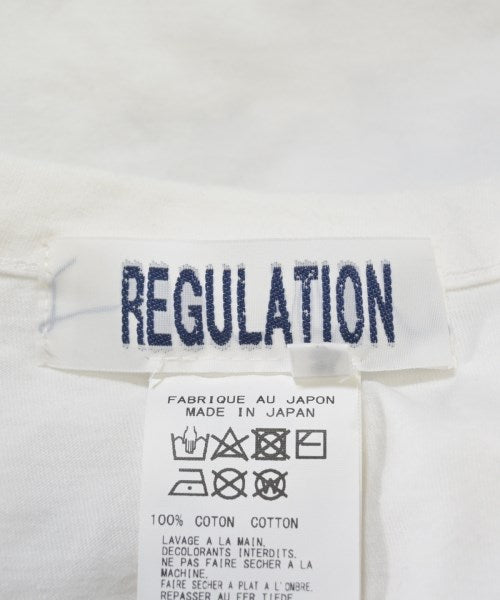 REGULATION
FABRIQUE AU JAPON
MADE IN JAPAN
W
100% COTON COTTON
LAVAGE A LA MAIN.
DECOLORANTS INTERDITS.
NE PAS FAIRE SECHER A LA
MACHINE.
FAIRE SECHER A PLAT A L'OMBRE.
REPASSER AU FER TIEDE